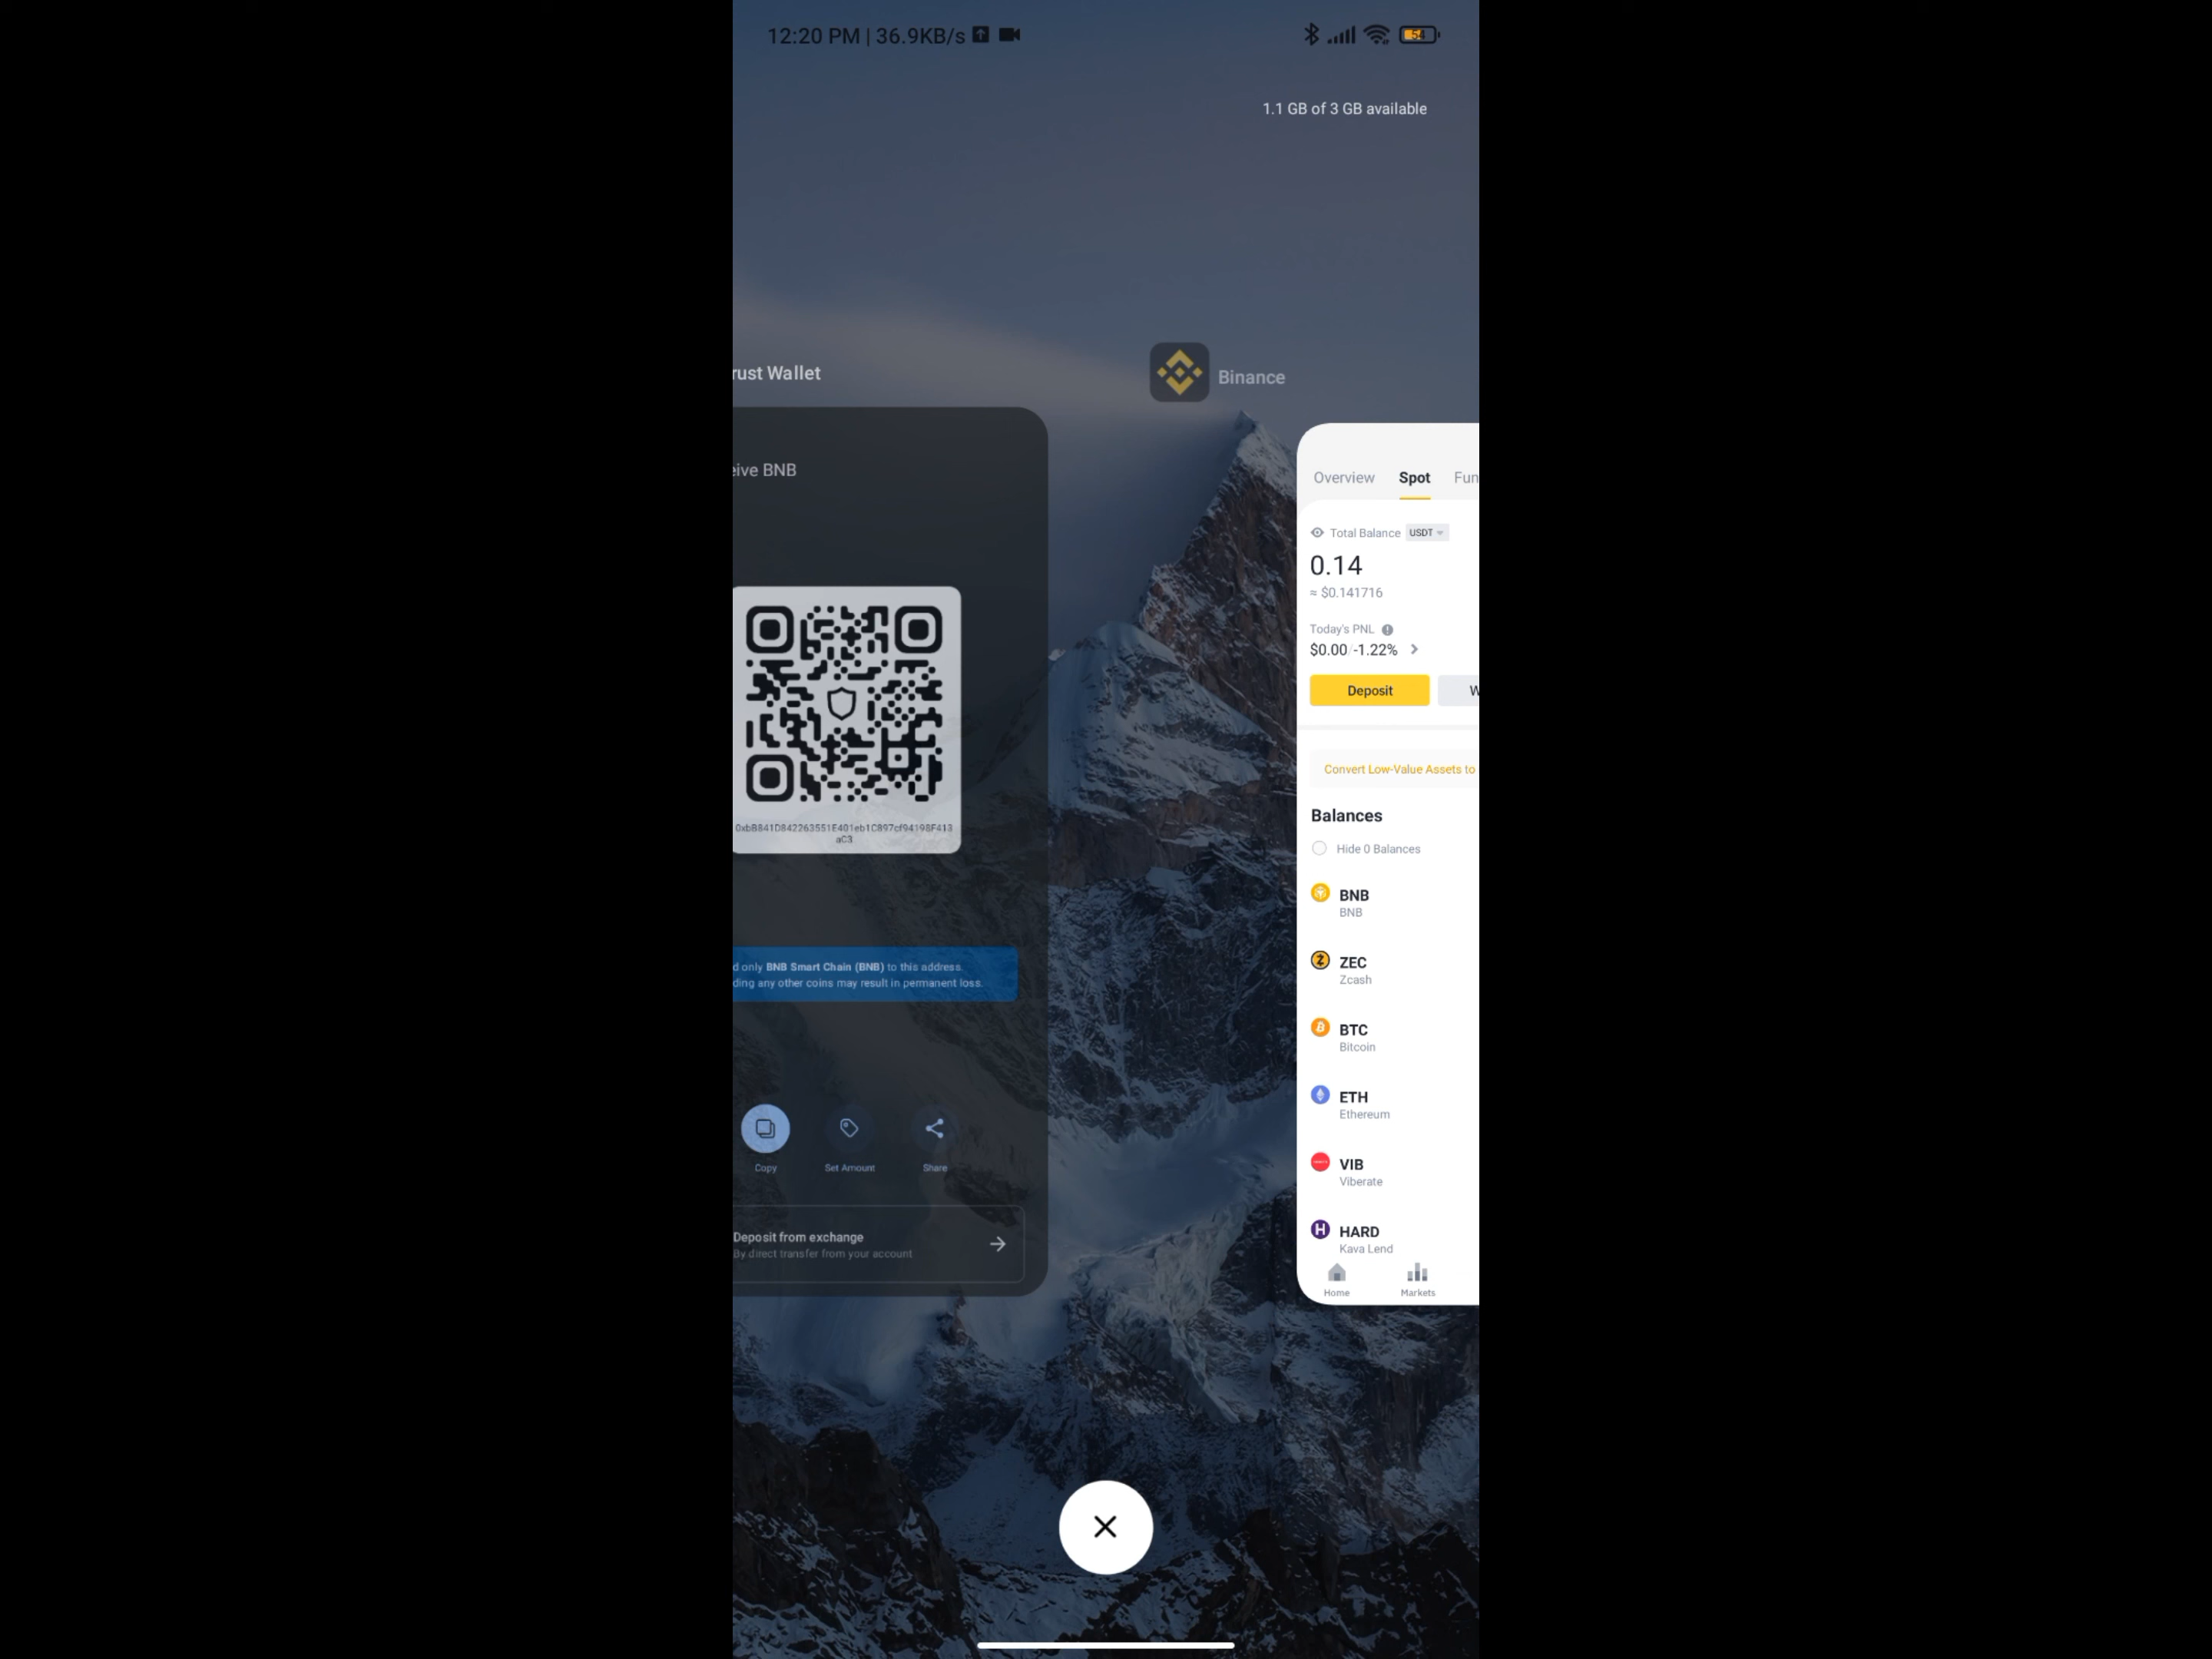 12:20 PM | 36.9KB/s
54
1.1 GB of 3 GB available
rust Wallet
eive BNB
0xbB841D842263551E401eb1C897cf94198F413
aC3
d only BNB Smart Chain (BNB) to this address.
ding any other coins may result in permanent loss.
Copy
Set Amount
Share
Deposit from exchange
By direct transfer from your account
Binance
Overview
Spot
Fun
Total Balance USDT
0.14
≈ $0.141716
Today's PNL
$0.00 -1.22%
Deposit
W
Convert Low-Value Assets to
Balances
Hide 0 Balances
BNB
BNB
ZEC
Zcash
BTC
Bitcoin
ETH
Ethereum
VIB
Viberate
HARD
Kava Lend
Home
Markets